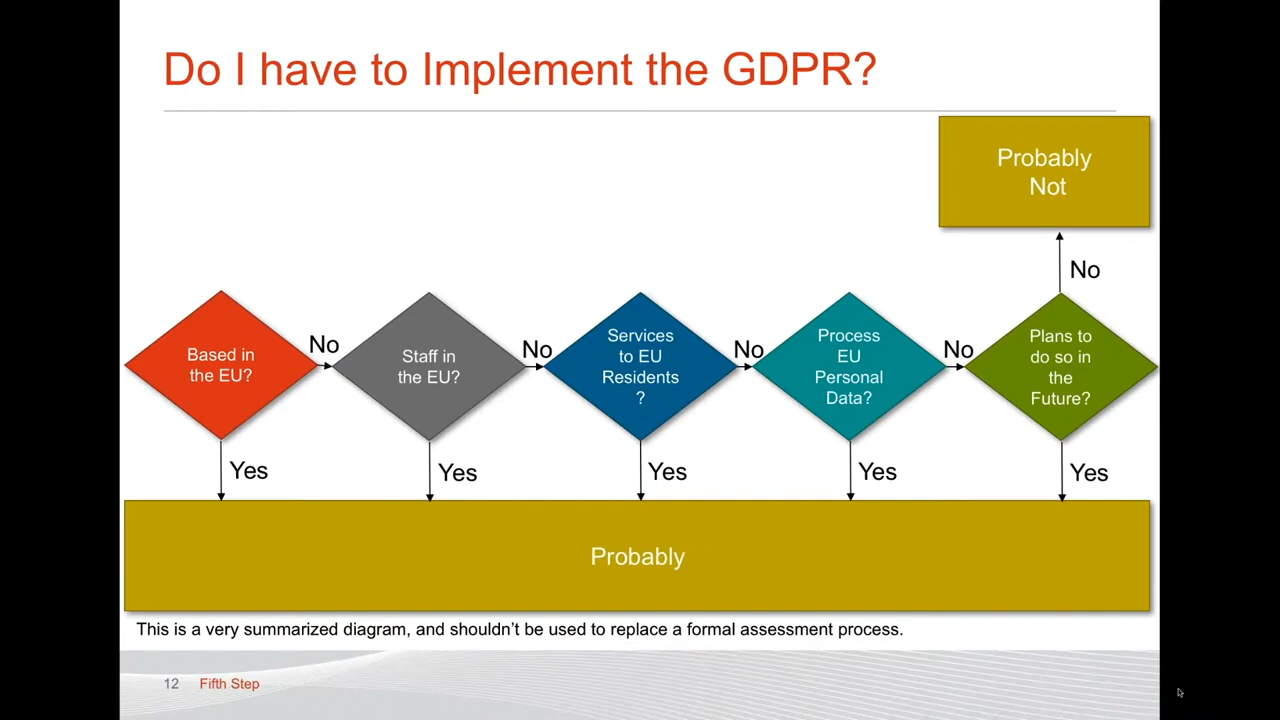 Do I have to Implement the GDPR?
Probably
Not
No
Based in
the EU?
No
Staff in
the EU?
No
Services
to EU
Residents
?
No
Process
EU
Personal
Data?
No
Plans to
do so in
the
Future?
Yes
Yes
Yes
Yes
Yes
Probably
This is a very summarized diagram, and shouldn't be used to replace a formal assessment process.
12 Fifth Step